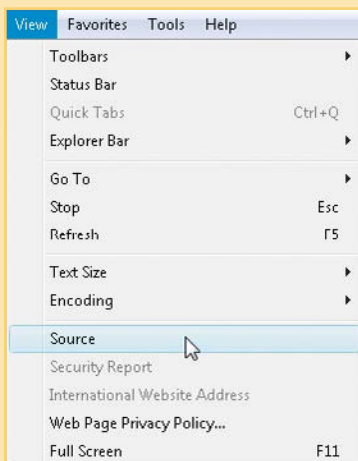 View Favorites Tools Help
Toolbars
Status Bar
Quick Tabs Ctrl+Q
Explorer Bar
Go To
Stop Esc
Refresh F5
Text Size
Encoding
Source
Security Report
International Website Address
Web Page Privacy Policy...
Full Screen F11